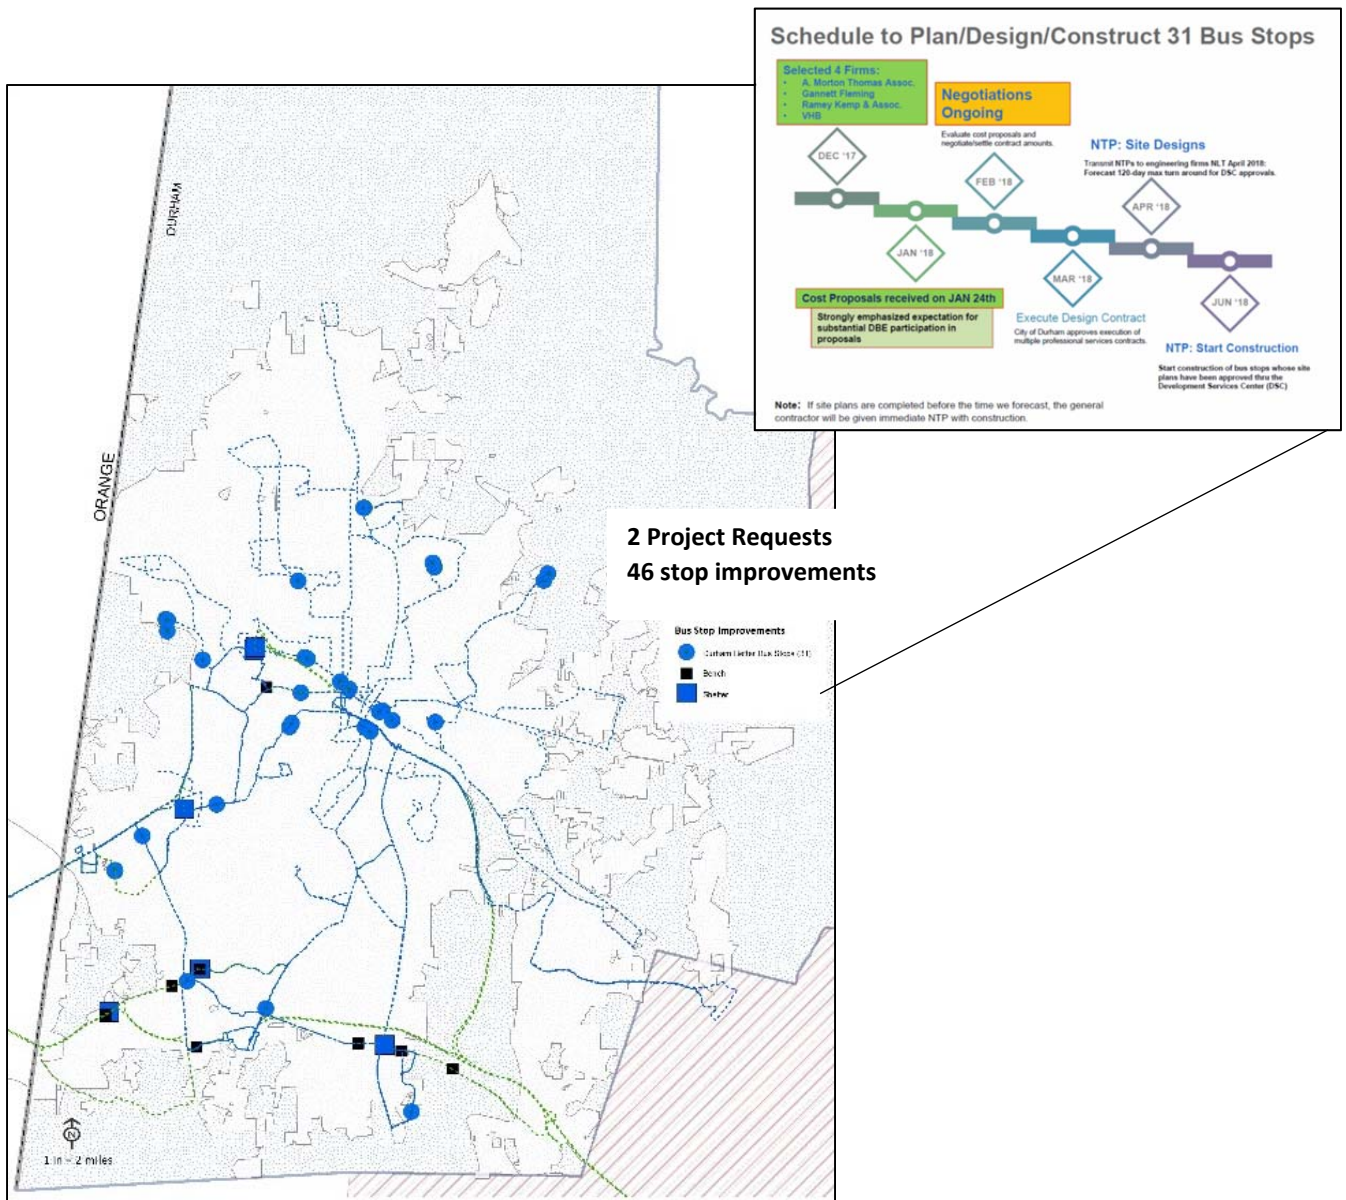 Schedule to Plan/Design/Construct 31 Bus Stops
Selected 4 Firms:
• A. Morton Thomas Assoc.
• Gannett Fleming
• Ramey Kemp & Assoc.
• VHB
Negotiations
Ongoing
Evaluate cost proposals and
negotiate/settle contract amounts.
NTP: Site Designs
Transmit NTPs to engineering firms NLT April 2018:
Forecast 120-day max turn around for DSC approvals.
DEC '17
FEB '18
APR '18
JAN '18
MAR '18
JUN '18
Cost Proposals received on JAN 24th
Strongly emphasized expectation for
substantial DBE participation in
proposals
Execute Design Contract
City of Durham approves execution of
multiple professional services contracts.
NTP: Start Construction
Start construction of bus stops whose site
plans have been approved thru the
Development Services Center (DSC)
Note: If site plans are completed before the time we forecast, the general
contractor will be given immediate NTP with construction.
DURHAM
ORANGE
2 Project Requests
46 stop improvements
Bus Stop Improvements
Durham Better Bus Stops (31)
Bench
Shelter
N
1 in = 2 miles